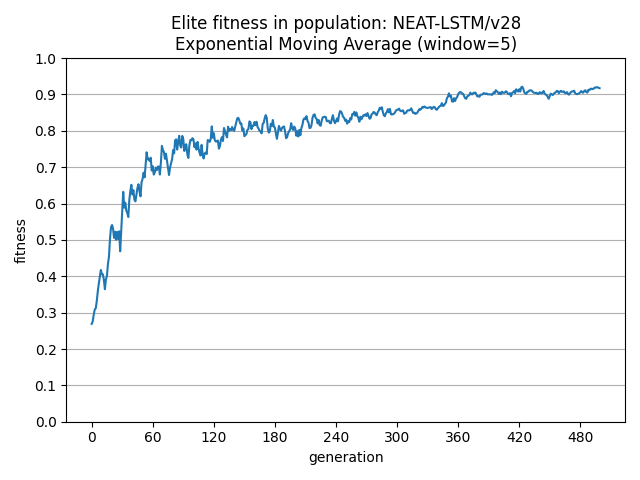 Elite fitness in population: NEAT-LSTM/v28
Exponential Moving Average (window=5)
1.0
0.9
0.8
0.7
0.6
0.5
0.4
0.3
0.2
0.1
0.0
fitness
0 60 120 180 240 300 360 420 480
generation